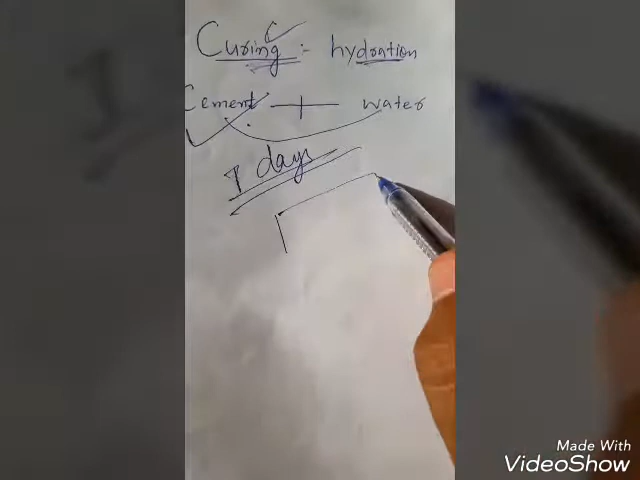 Curing :- hydration
Cement + water
7 days
Made With
VideoShow